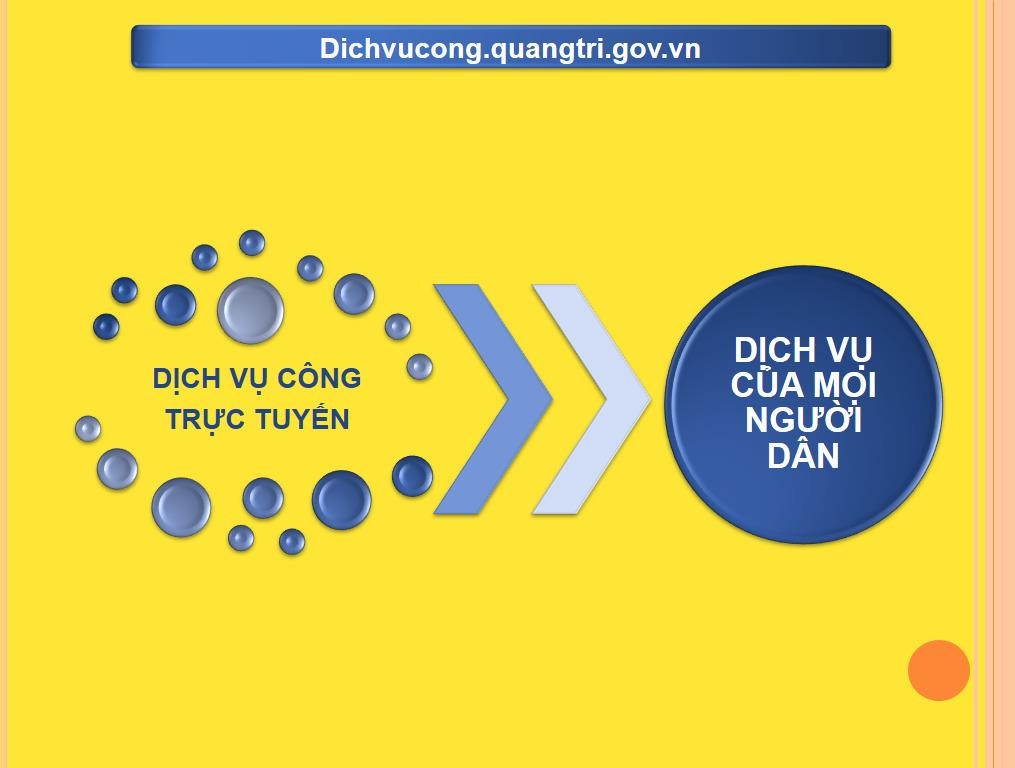 Dichvucong.quangtri.gov.vn
DỊCH VỤ CÔNG
TRỰC TUYẾN
DỊCH VỤ
CỦA MỌI
NGƯỜI
DÂN